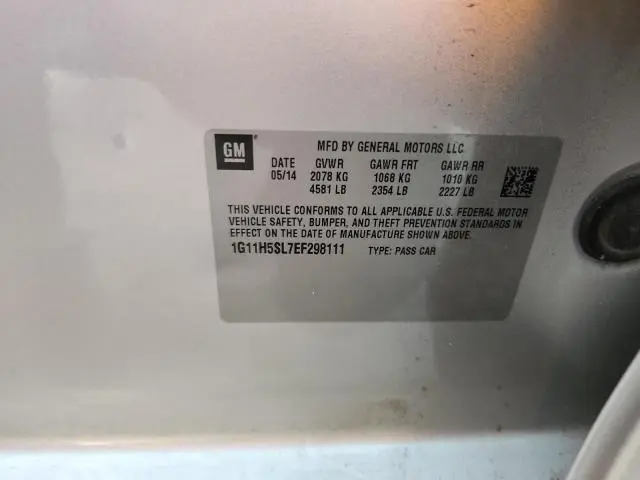 GM
MFD BY GENERAL MOTORS LLC
DATE GVWR GAWR FRT GAWR RR
05/14 2078 KG 1068 KG 1010 KG
4581 LB 2354 LB 2227 LB
THIS VEHICLE CONFORMS TO ALL APPLICABLE U.S. FEDERAL MOTOR
VEHICLE SAFETY, BUMPER, AND THEFT PREVENTION STANDARDS IN
EFFECT ON THE DATE OF MANUFACTURE SHOWN ABOVE.
1G11H5SL7EF298111 TYPE: PASS CAR